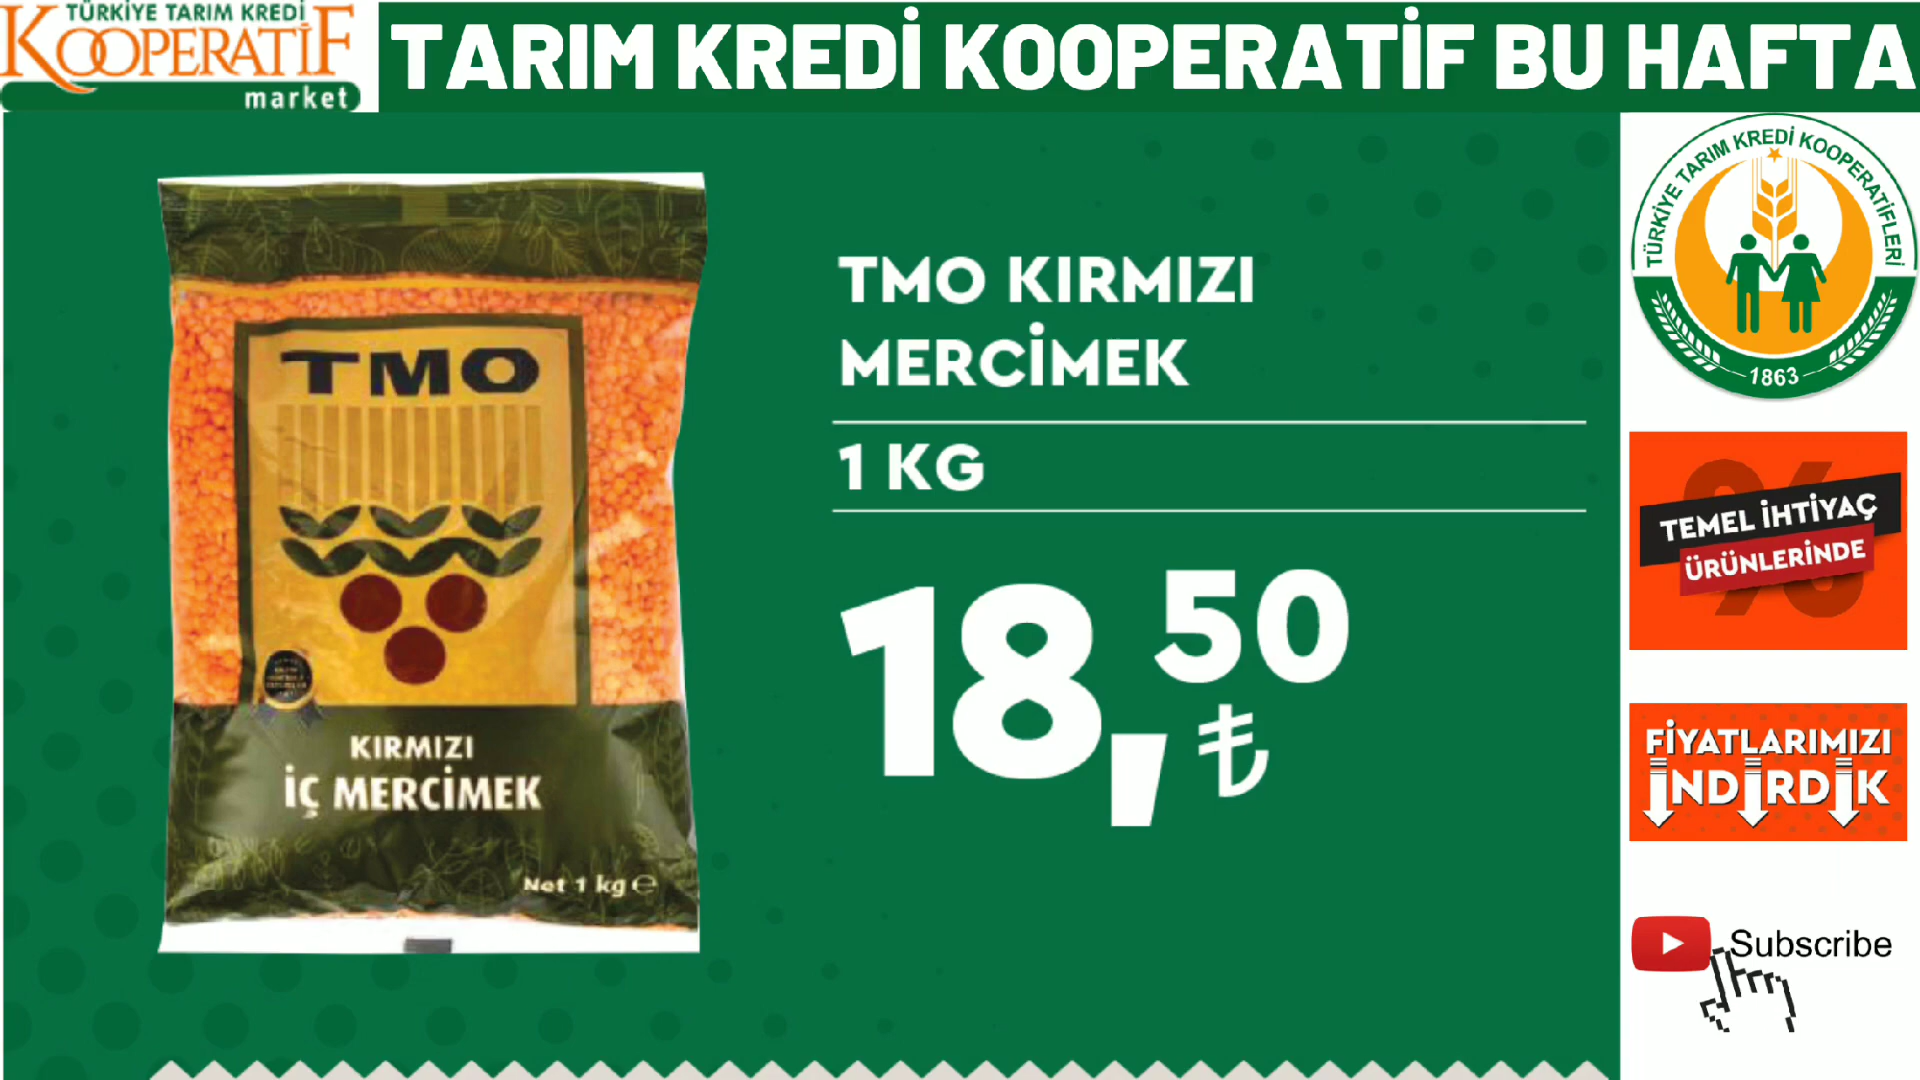 TÜRKİYE TARIM KREDİ
KOOPERATİF
market
TARIM KREDİ KOOPERATİF BU HAFTA
TMO
KIRMIZI
İÇ MERCİMEK
Net 1 kg ℮
TMO KIRMIZI
MERCİMEK
1 KG
18,50
₺
TÜRKİYE TARIM KREDİ KOOPERATİFLERİ
1863
%
TEMEL İHTİYAÇ
ÜRÜNLERİNDE
FİYATLARIMIZI
İNDİRDİK
Subscribe